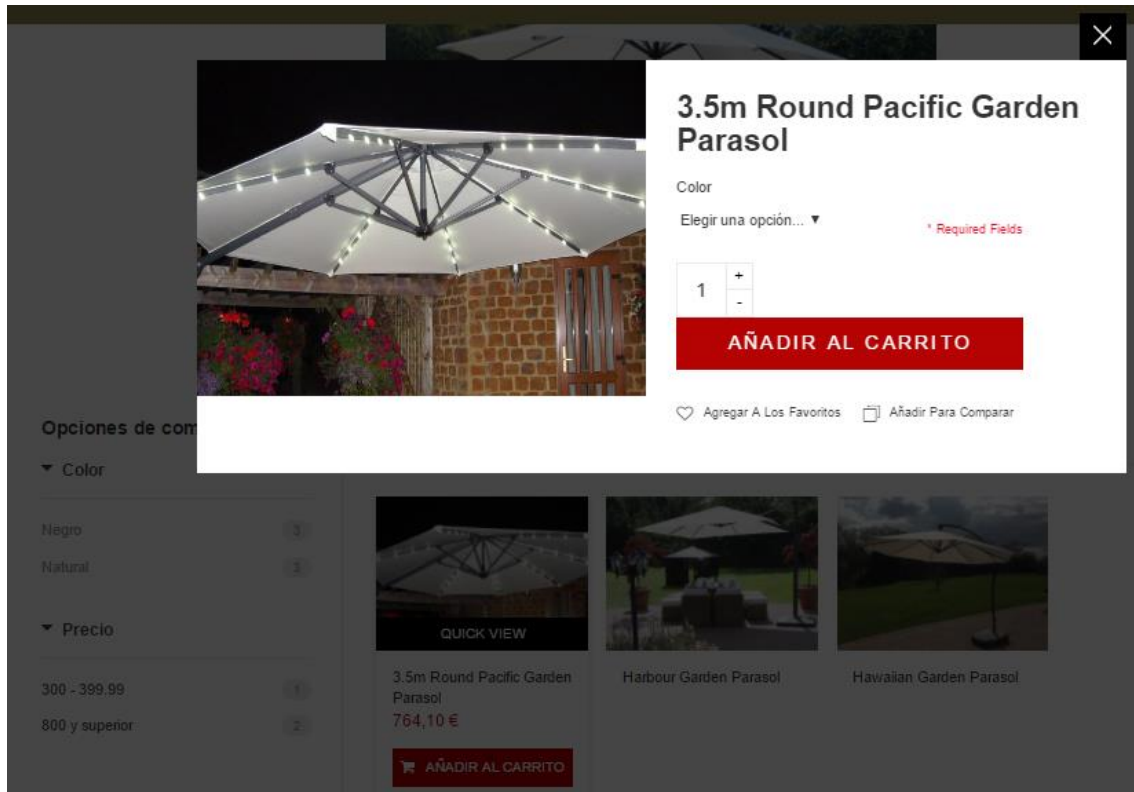 3.5m Round Pacific Garden
Parasol
Color
Elegir una opción... ▼
* Required Fields
1
+
-
AÑADIR AL CARRITO
Agregar A Los Favoritos
Añadir Para Comparar
Opciones de com
Color
Negro 3
Natural 3
Precio
300 - 399.99 1
800 y superior 2
QUICK VIEW
3.5m Round Pacific Garden
Parasol
764,10 €
AÑADIR AL CARRITO
Harbour Garden Parasol
Hawaiian Garden Parasol